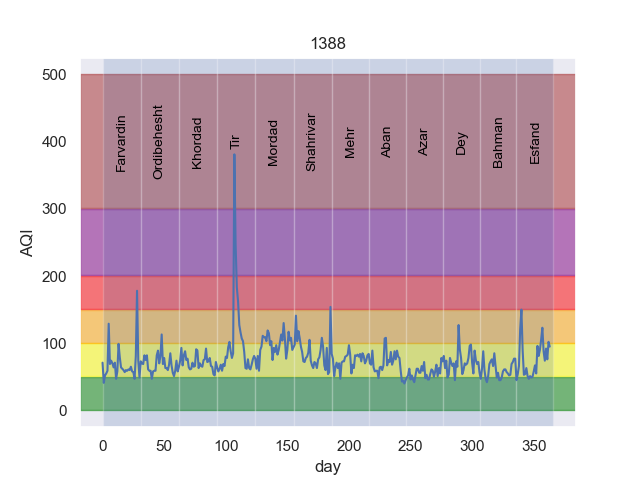 1388
500
400
300
200
100
0
AQI
Farvardin
Ordibehesht
Khordad
Tir
Mordad
Shahrivar
Mehr
Aban
Azar
Dey
Bahman
Esfand
0 50 100 150 200 250 300 350
day